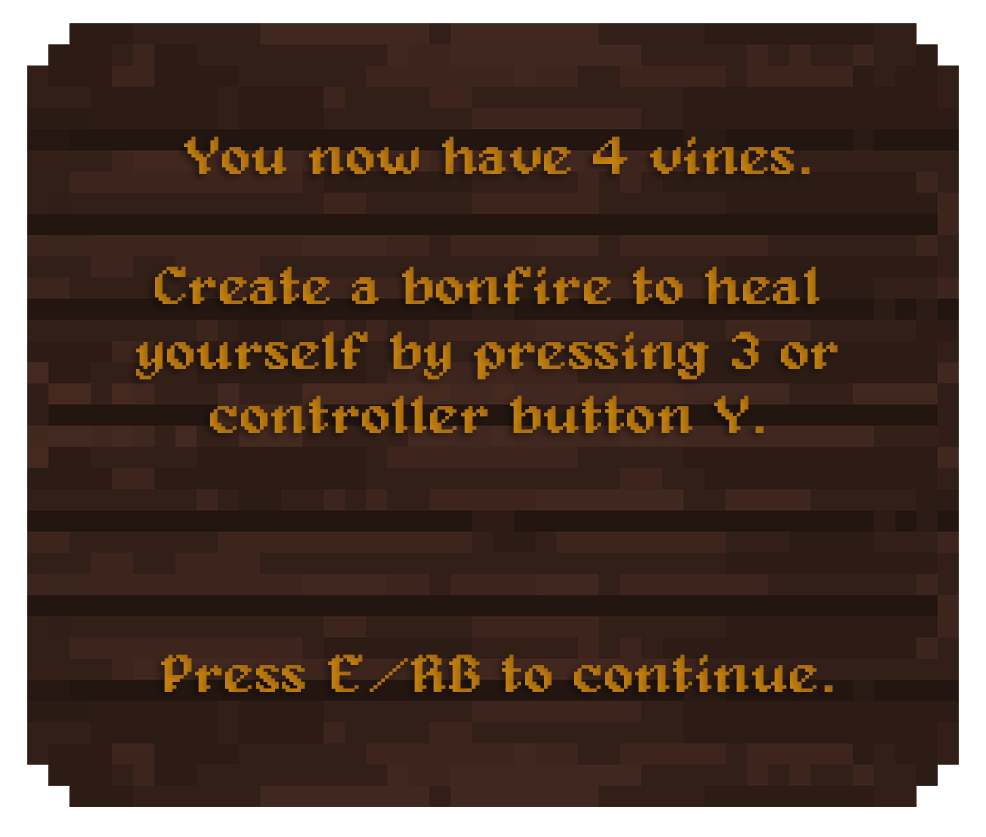 You now have 4 vines.
Create a bonfire to heal
yourself by pressing 3 or
controller button Y.
Press E/RB to continue.